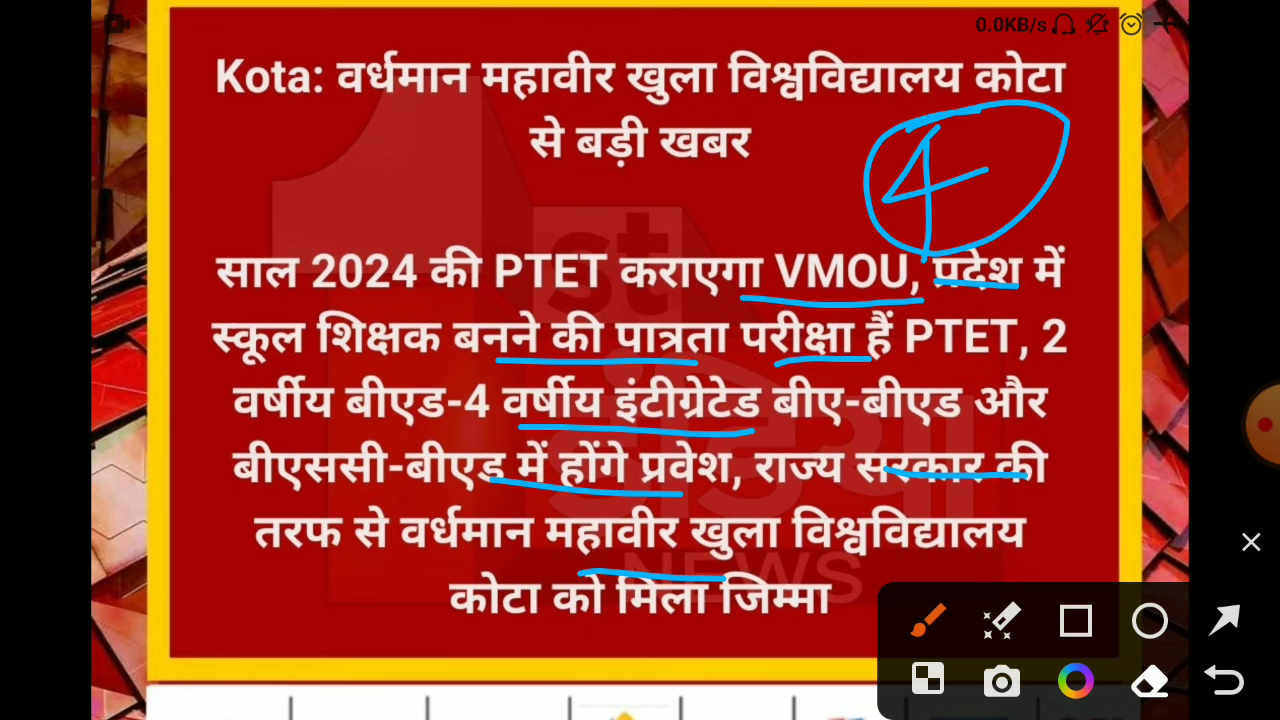 0.0KB/s
Kota: वर्धमान महावीर खुला विश्वविद्यालय कोटा
से बड़ी खबर
4
साल 2024 की PTET कराएगा VMOU, प्रदेश में
स्कूल शिक्षक बनने की पात्रता परीक्षा हैं PTET, 2
वर्षीय बीएड-4 वर्षीय इंटीग्रेटेड बीए-बीएड और
बीएससी-बीएड में होंगे प्रवेश, राज्य सरकार की
तरफ से वर्धमान महावीर खुला विश्वविद्यालय
कोटा को मिला जिम्मा
1st
इंडिया
NEWS